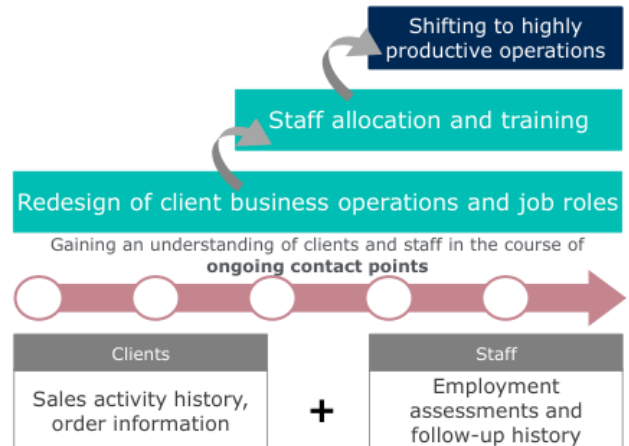 Shifting to highly
productive operations
Staff allocation and training
Redesign of client business operations and job roles
Gaining an understanding of clients and staff in the course of
ongoing contact points
Clients
Staff
Sales activity history,
order information
+
Employment
assessments and
follow-up history